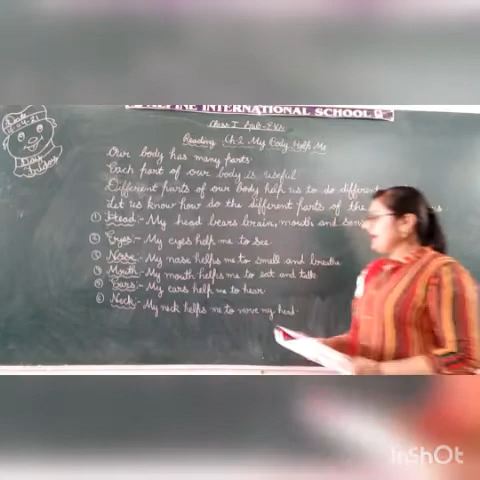 ALPINE INTERNATIONAL SCHOOL
Class I Sub-EVS
Reading Ch-2 My Body Help Me
Date
Day
Our body has many parts.
Each part of our body is useful.
Different parts of our body help us to do different
Let us know how do the different parts of the
① Head:- My head bears brain, mouth and
② Eyes:- My eyes help me to see.
③ Nose:- My nose helps me to smell and breathe.
④ Mouth:- My mouth helps me to eat and talk.
Ears:- My ears help me to hear.
⑥ Neck:- My neck helps me to move my head.
InShOt